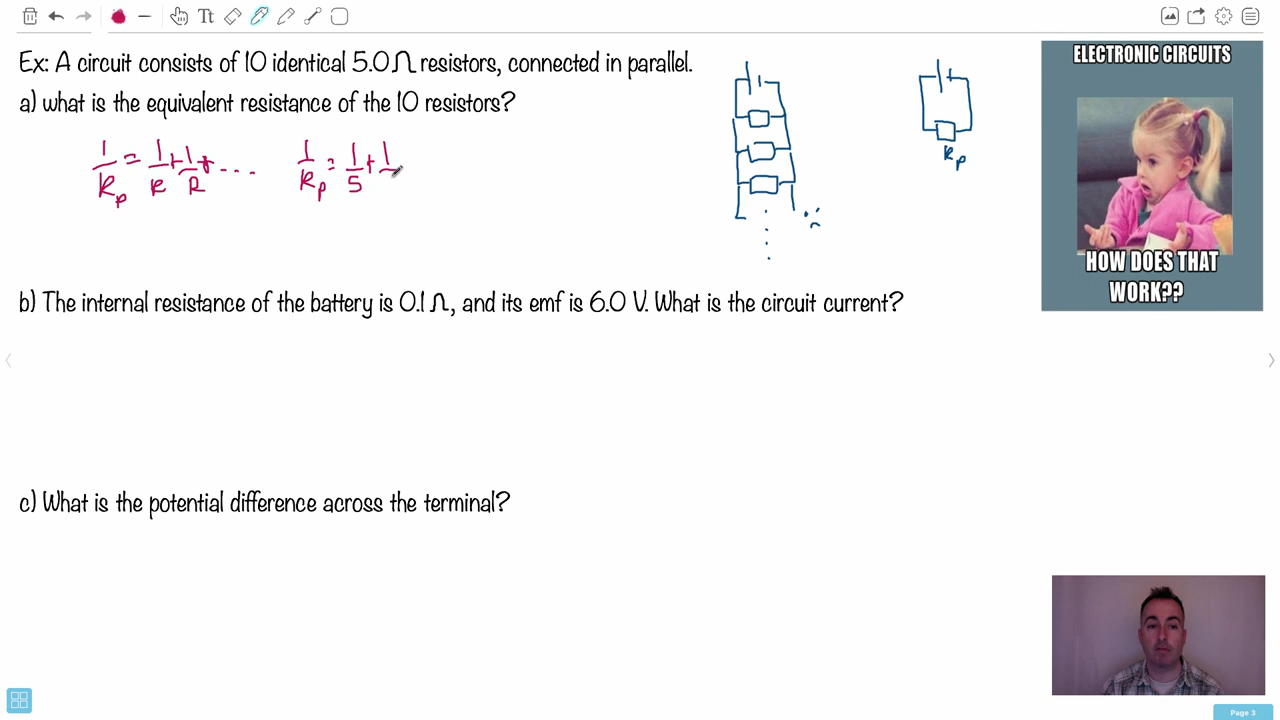 Ex: A circuit consists of 10 identical 5.0Ω resistors, connected in parallel.
a) what is the equivalent resistance of the 10 resistors?
1/Rp = 1/R + 1/R + ...
1/Rp = 1/5 + 1/
Rp
b) The internal resistance of the battery is 0.1Ω, and its emf is 6.0 V. What is the circuit current?
c) What is the potential difference across the terminal?
ELECTRONIC CIRCUITS
HOW DOES THAT
WORK??
Tt
Page 3